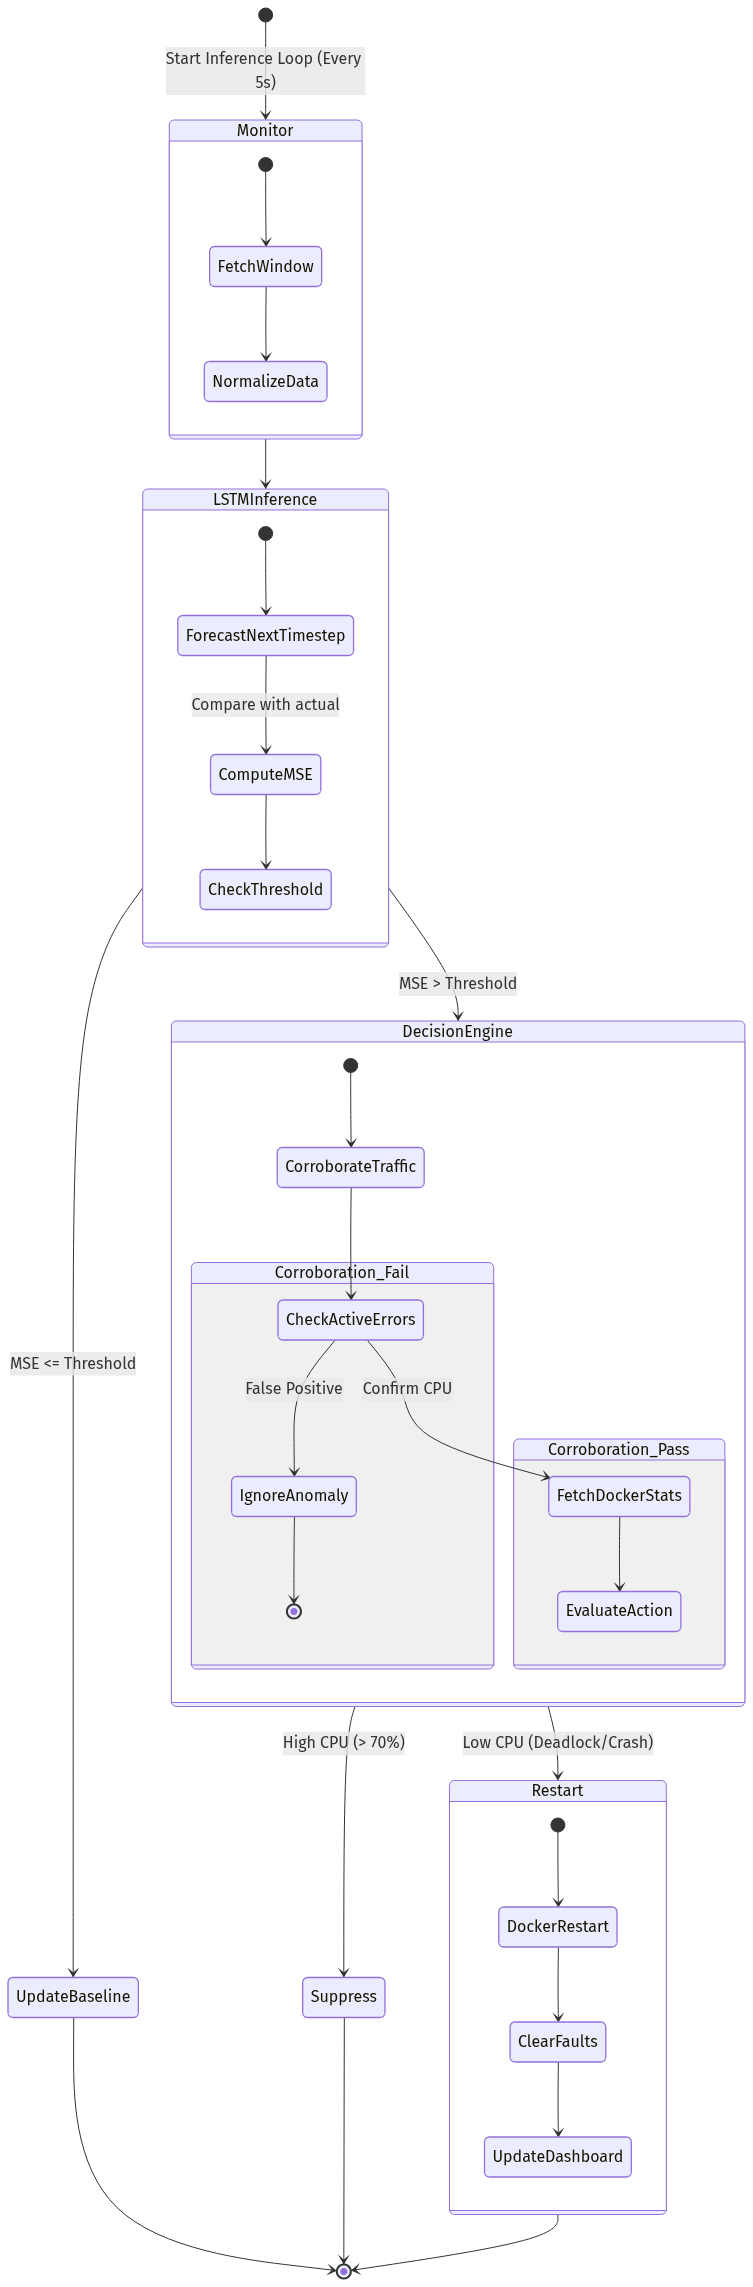 Start Inference Loop (Every
5s)
Monitor
FetchWindow
NormalizeData
LSTMInference
ForecastNextTimestep
Compare with actual
ComputeMSE
CheckThreshold
MSE > Threshold
DecisionEngine
CorroborateTraffic
Corroboration_Fail
CheckActiveErrors
MSE <= Threshold
False Positive
Confirm CPU
Corroboration_Pass
IgnoreAnomaly
FetchDockerStats
EvaluateAction
High CPU (> 70%)
Low CPU (Deadlock/Crash)
Restart
DockerRestart
UpdateBaseline
Suppress
ClearFaults
UpdateDashboard